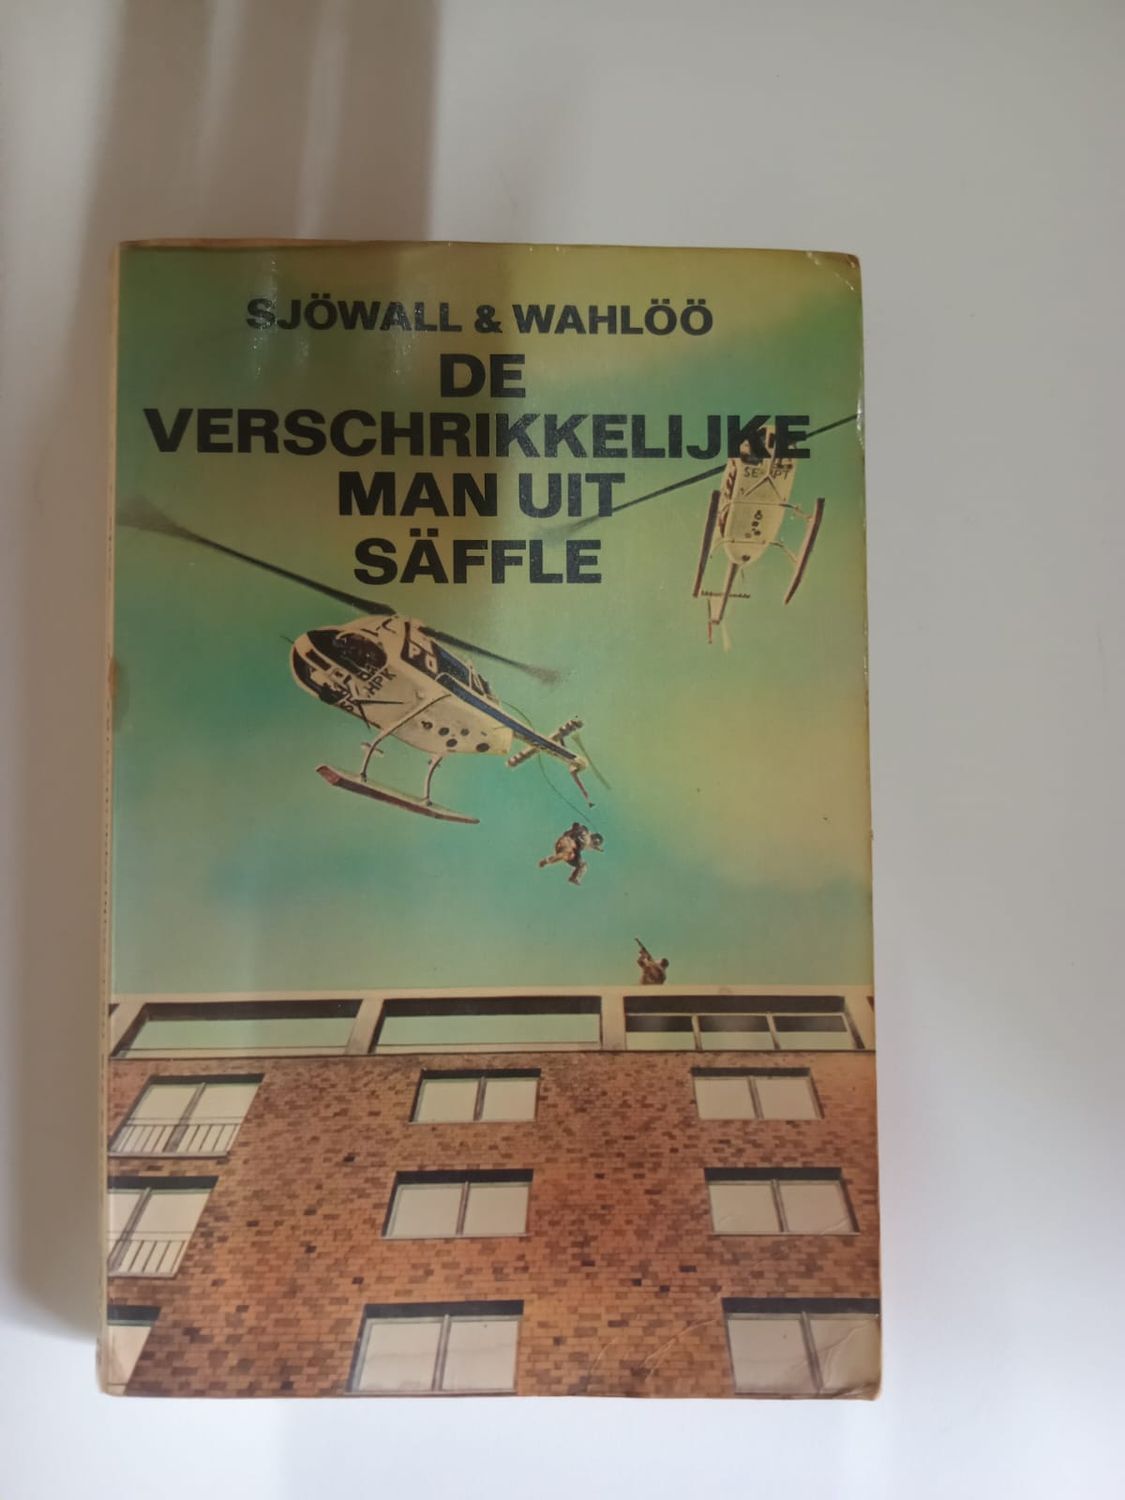 SJÖWALL & WAHLÖÖ
DE
VERSCHRIKKELIJKE
MAN UIT
SÄFFLE